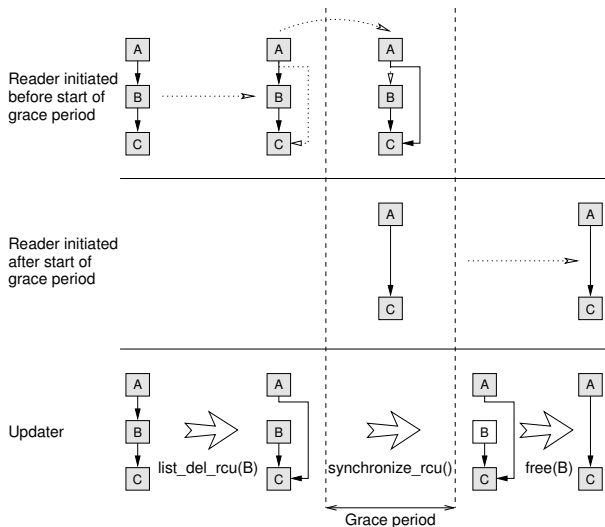 A A A
Reader initiated
before start of
grace period
B B B
C C C
A A
Reader initiated
after start of
grace period
C C
A A A A
Updater
B B B
C C C C
list_del_rcu(B) synchronize_rcu() free(B)
Grace period